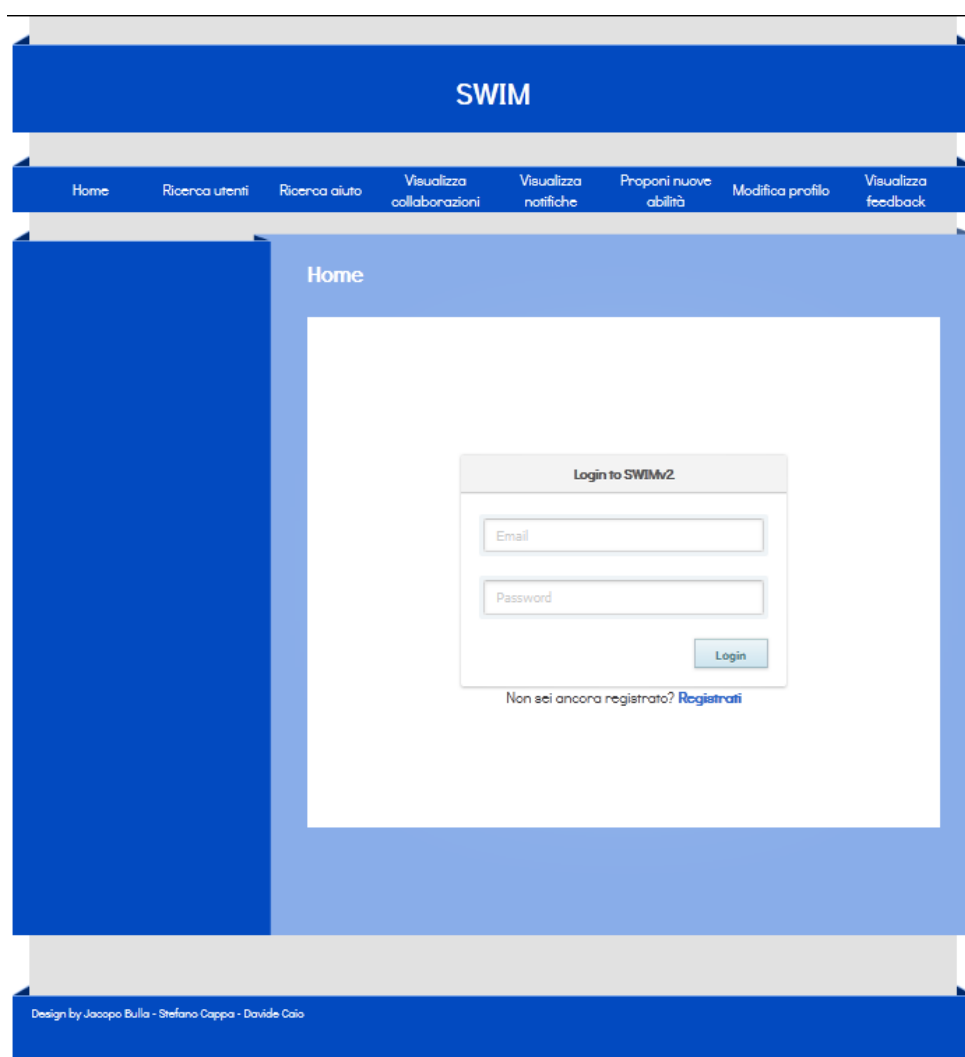 SWIM
Home
Ricerca utenti
Ricerca aiuto
Visualizza
collaborazioni
Visualizza
notifiche
Proponi nuove
abilità
Modifica profilo
Visualizza
feedback
Home
Login to SWIMv2
Email
Password
Login
Non sei ancora registrato? Registrati
Design by Jacopo Bulla - Stefano Cappa - Davide Caio